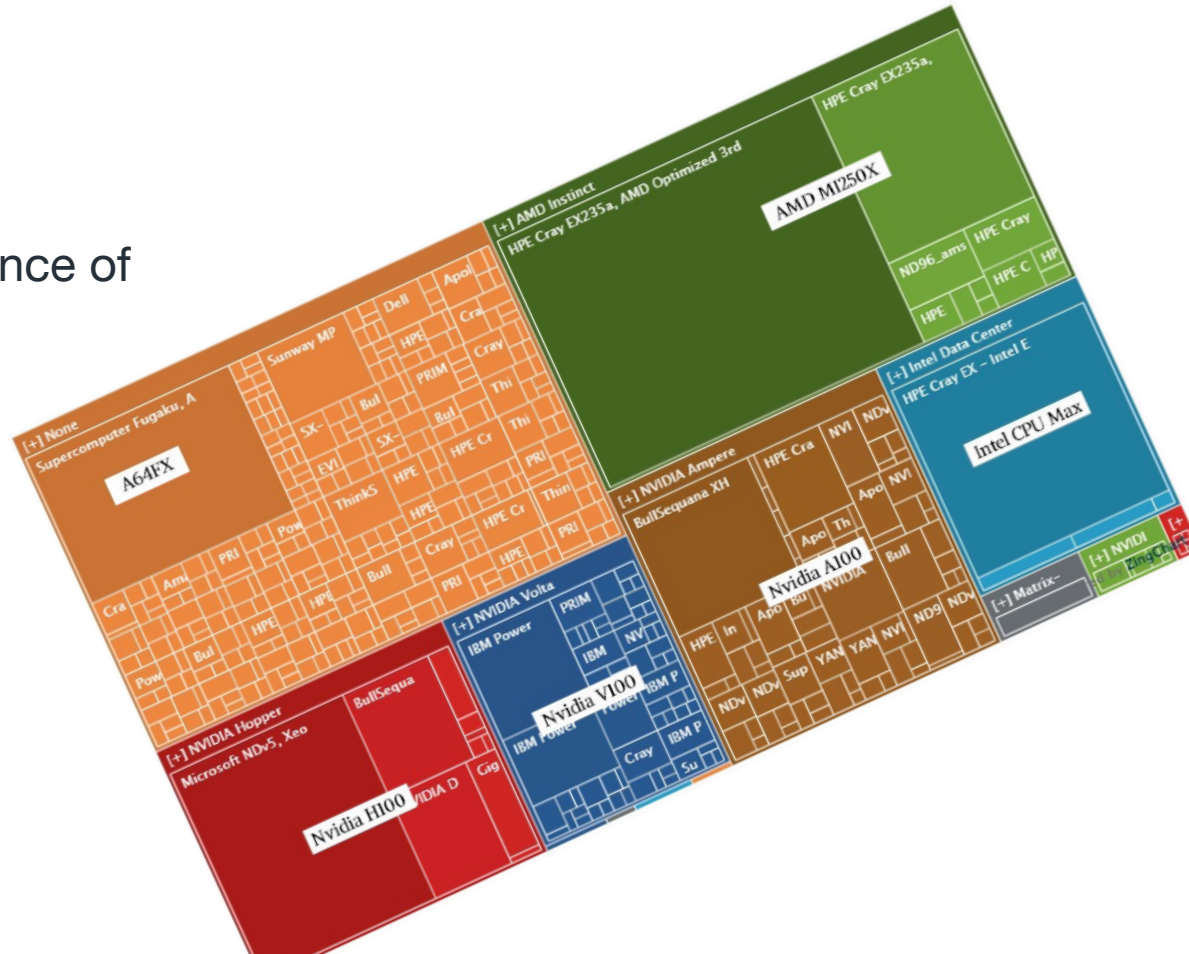 nce of
[+] None
Supercomputer Fugaku, A
A64FX
Sunway MP
Dell
Apol
HPE
Cra
Cray
PRIM
Bul
Thi
SX-
Bul
SX-
HPE Cr
Thi
EVI
HPE
PRI
ThinkS
HPE
Thin
HPE Cr
PRI
Pow
Cray
HPE
PRI
Ami
Bull
PRI
Cra
HPE
HPE
Bul
Pow
[+] AMD Instinct
HPE Cray EX235a, AMD Optimized 3rd
AMD MI250X
HPE Cray EX235a,
ND96_ams
HPE Cray
HPE
HPE C
HP
[+] Intel Data Center
HPE Cray EX - Intel E
Intel CPU Max
[+] NVIDIA Ampere
BullSequana XH
HPE Cra
NVI
NDv
Apo
NVI
Apo
Th
Nvidia A100
NVIDIA
Bull
Bu
Apo
In
HPE
ND9
NDv
NVI
YAN
YAN
Sup
NDv
NDv
[+] Matrix-
[+] NVIDI
[+
by ZingChart
[+] NVIDIA Volta
IBM Power
PRIM
IBM
NV
Nvidia V100
Power
IBM P
IBM Power
Cray
IBM P
Su
[+] NVIDIA Hopper
Microsoft NDv5, Xeo
BullSequa
Nvidia H100
VIDIA D
Gig